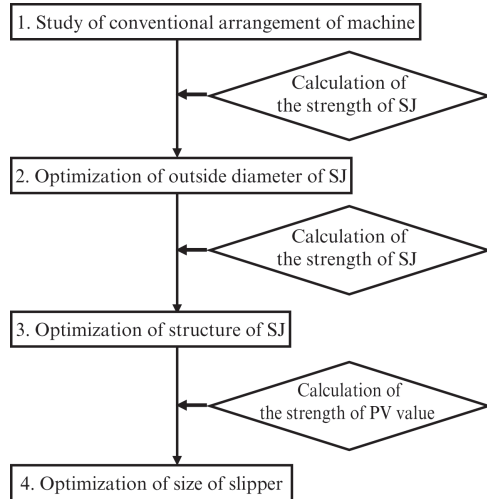 1. Study of conventional arrangement of machine
Calculation of
the strength of SJ
2. Optimization of outside diameter of SJ
Calculation of
the strength of SJ
3. Optimization of structure of SJ
Calculation of
the strength of PV value
4. Optimization of size of slipper